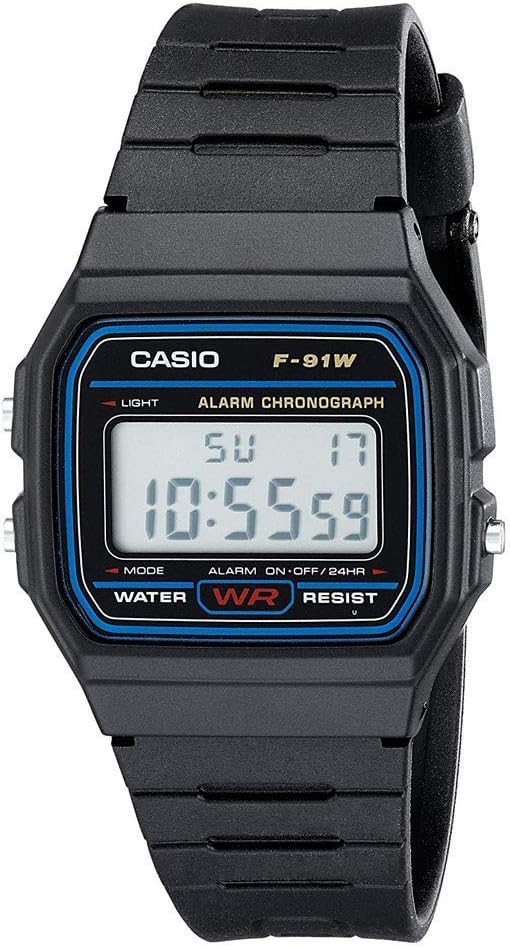 CASIO F-91W
LIGHT ALARM CHRONOGRAPH
SU 17
10:55 59
MODE ALARM ON·OFF/24HR
WATER WR RESIST
U